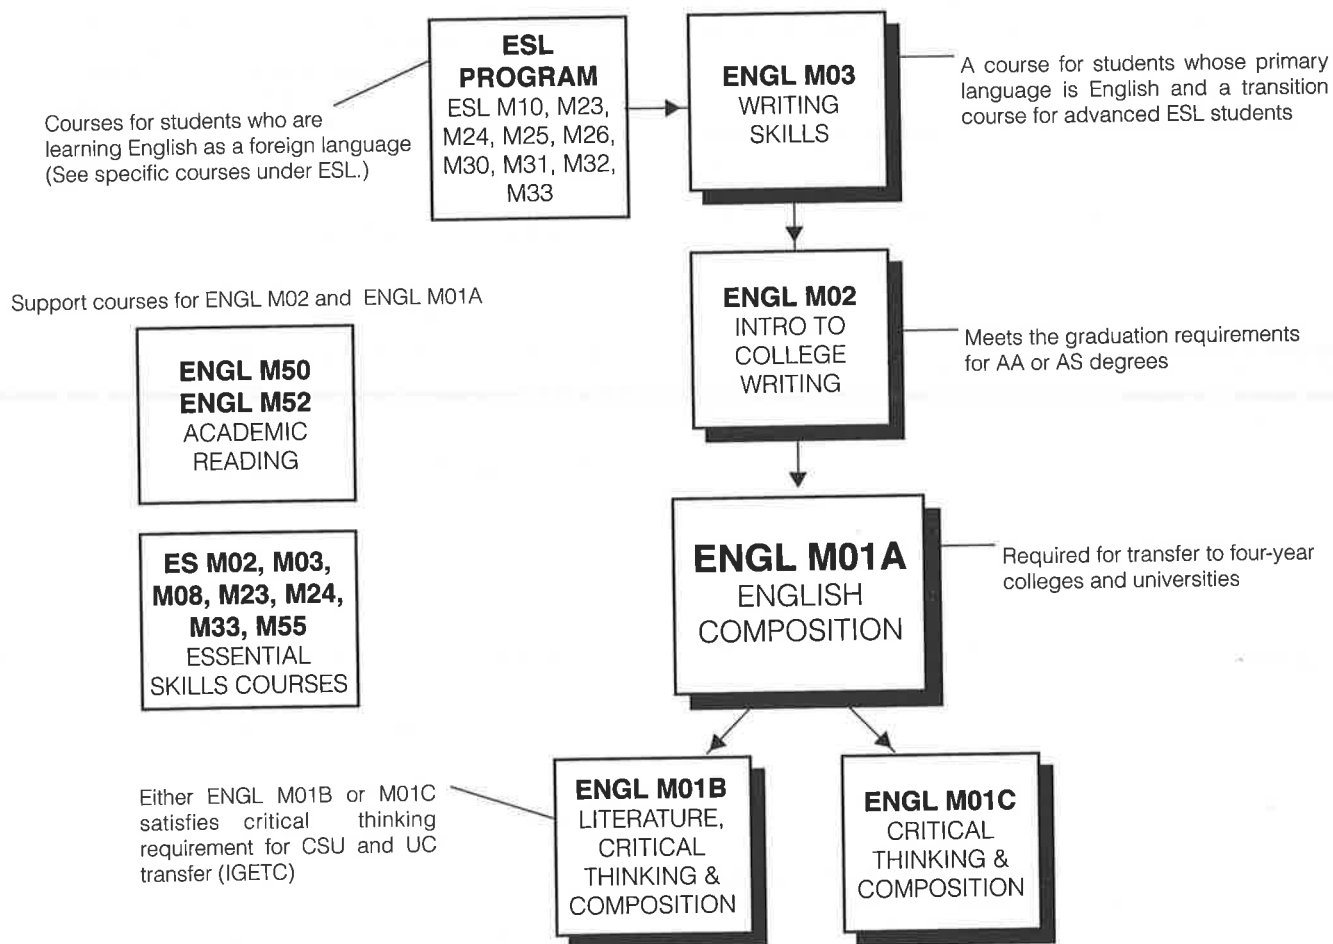 ESL
PROGRAM
ESL M10, M23,
M24, M25, M26,
M30, M31, M32,
M33
ENGL M03
WRITING
SKILLS
A course for students whose primary
language is English and a transition
course for advanced ESL students
Courses for students who are
learning English as a foreign language
(See specific courses under ESL.)
ENGL M02
INTRO TO
COLLEGE
WRITING
Meets the graduation requirements
for AA or AS degrees
Support courses for ENGL M02 and ENGL M01A
ENGL M50
ENGL M52
ACADEMIC
READING
ES M02, M03,
M08, M23, M24,
M33, M55
ESSENTIAL
SKILLS COURSES
ENGL M01A
ENGLISH
COMPOSITION
Required for transfer to four-year
colleges and universities
Either ENGL M01B or M01C
satisfies critical thinking
requirement for CSU and UC
transfer (IGETC)
ENGL M01B
LITERATURE,
CRITICAL
THINKING &
COMPOSITION
ENGL M01C
CRITICAL
THINKING &
COMPOSITION